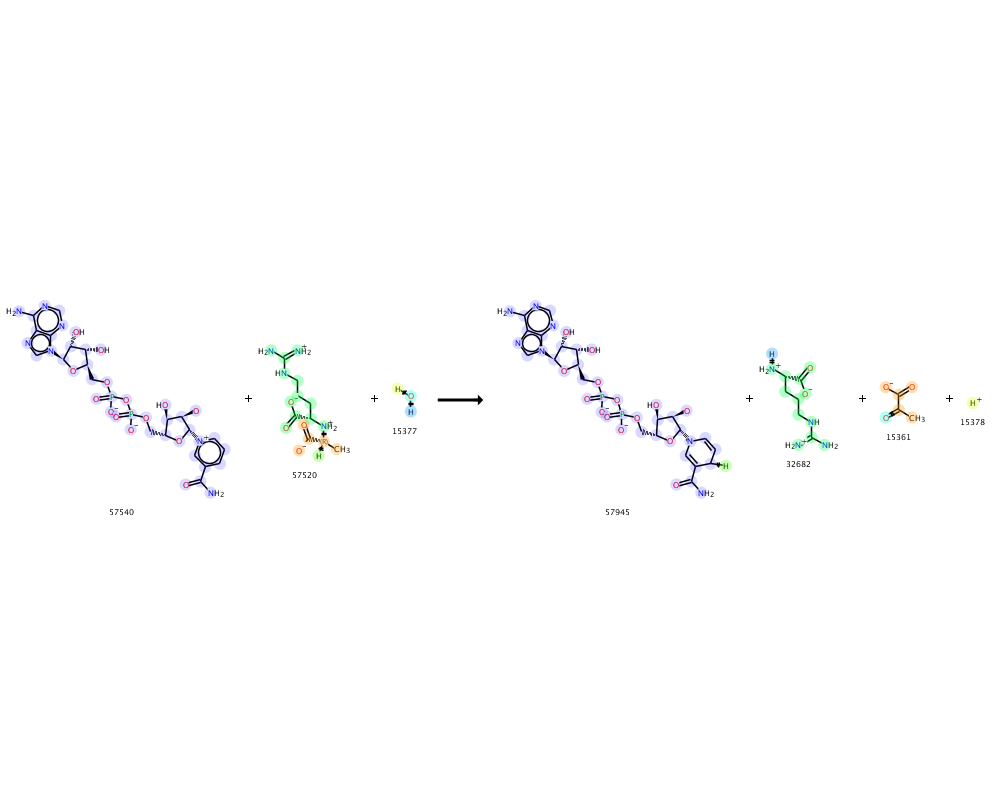 H₂N
N
N
N
N
OH
OH
O
O
O
P
O
O⁻
O
P
O
O⁻
HO
O
O
N⁺
O
NH₂
57540
+
H₂N
NH₂⁺
HN
O⁻
O
O
NH₂⁺
O⁻
H
CH₃
57520
+
H
O
H
15377
H₂N
N
N
N
N
OH
OH
O
O
O
P
O
O⁻
O
P
O
O⁻
HO
O
O
N
H
O
NH₂
57945
+
H
H₂N⁺
O
O⁻
NH
H₂N⁺
NH₂
32682
+
O⁻
O
O
CH₃
15361
+
H⁺
15378